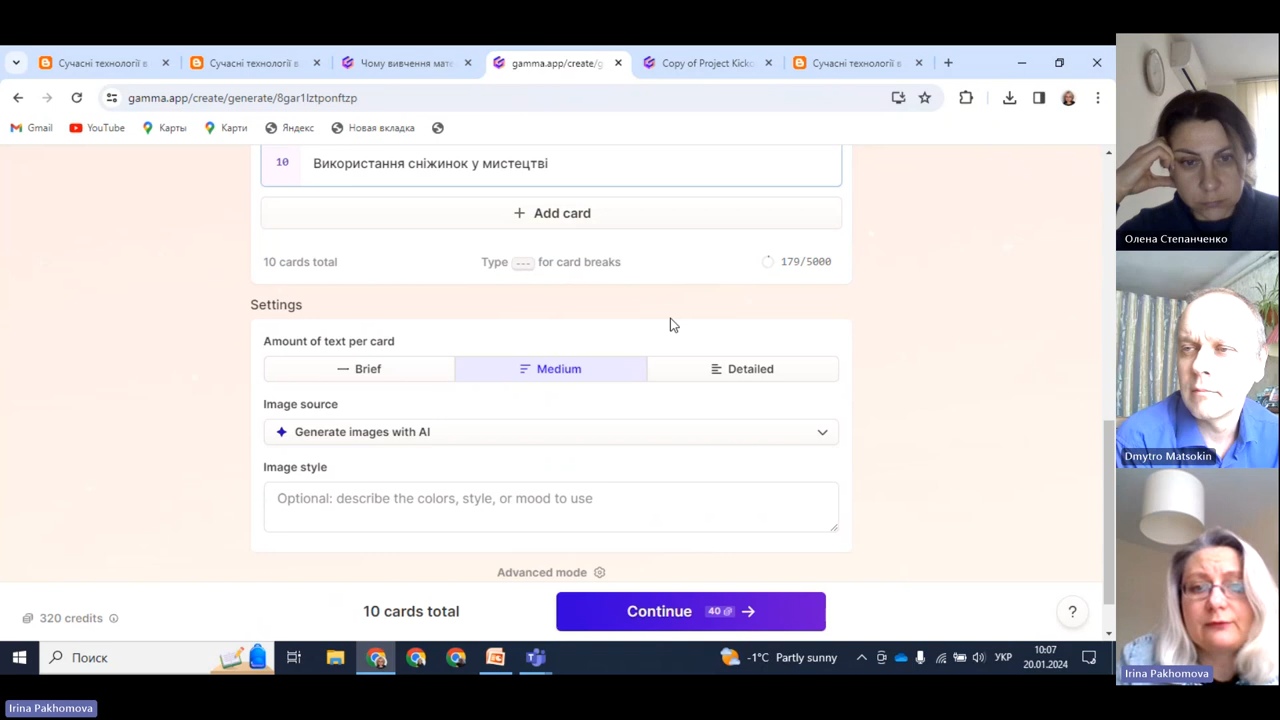 Сучасні технології в
Сучасні технології в
Чому вивчення мате
gamma.app/create/g
Copy of Project Kick
Сучасні технології в
gamma.app/create/generate/8gar1lztponftzp
Gmail
YouTube
Карты
Карти
Яндекс
Новая вкладка
10 Використання сніжинок у мистецтві
+ Add card
10 cards total
Type --- for card breaks
179/5000
Settings
Amount of text per card
Brief
Medium
Detailed
Image source
Generate images with AI
Image style
Optional: describe the colors, style, or mood to use
Advanced mode
320 credits
10 cards total
Continue 40
?
Поиск
-1°C Partly sunny
УКР
10:07
20.01.2024
Олена Степанченко
Dmytro Matsokin
Irina Pakhomova
Irina Pakhomova